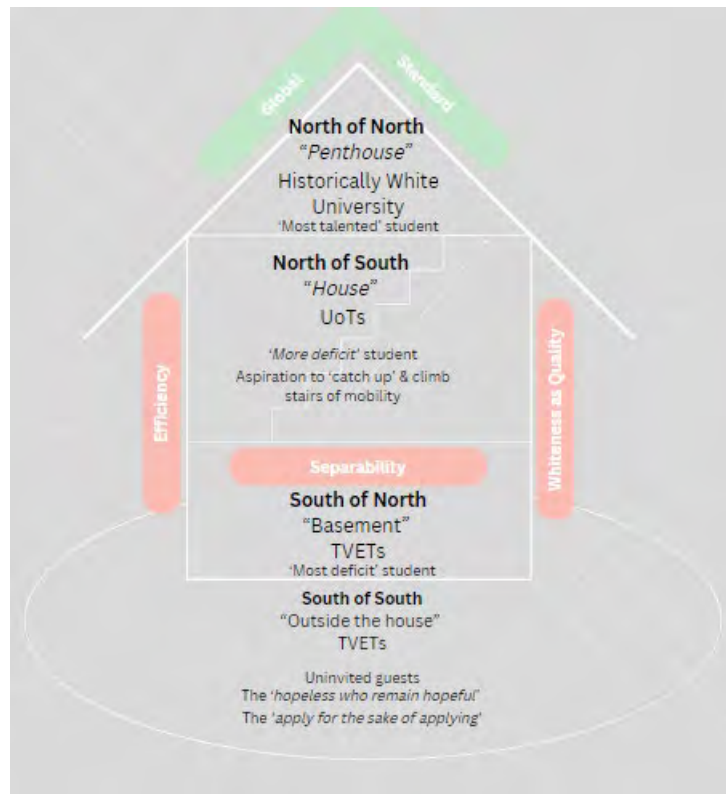 Global
Standard
North of North
“Penthouse”
Historically White
University
‘Most talented’ student
North of South
“House”
UoTs
‘More deficit’ student
Aspiration to ‘catch up’ & climb
stairs of mobility
Efficiency
Whiteness as Quality
Separability
South of North
“Basement”
TVETs
‘Most deficit’ student
South of South
“Outside the house”
TVETs
Uninvited guests
The ‘hopeless who remain hopeful’
The ‘apply for the sake of applying’